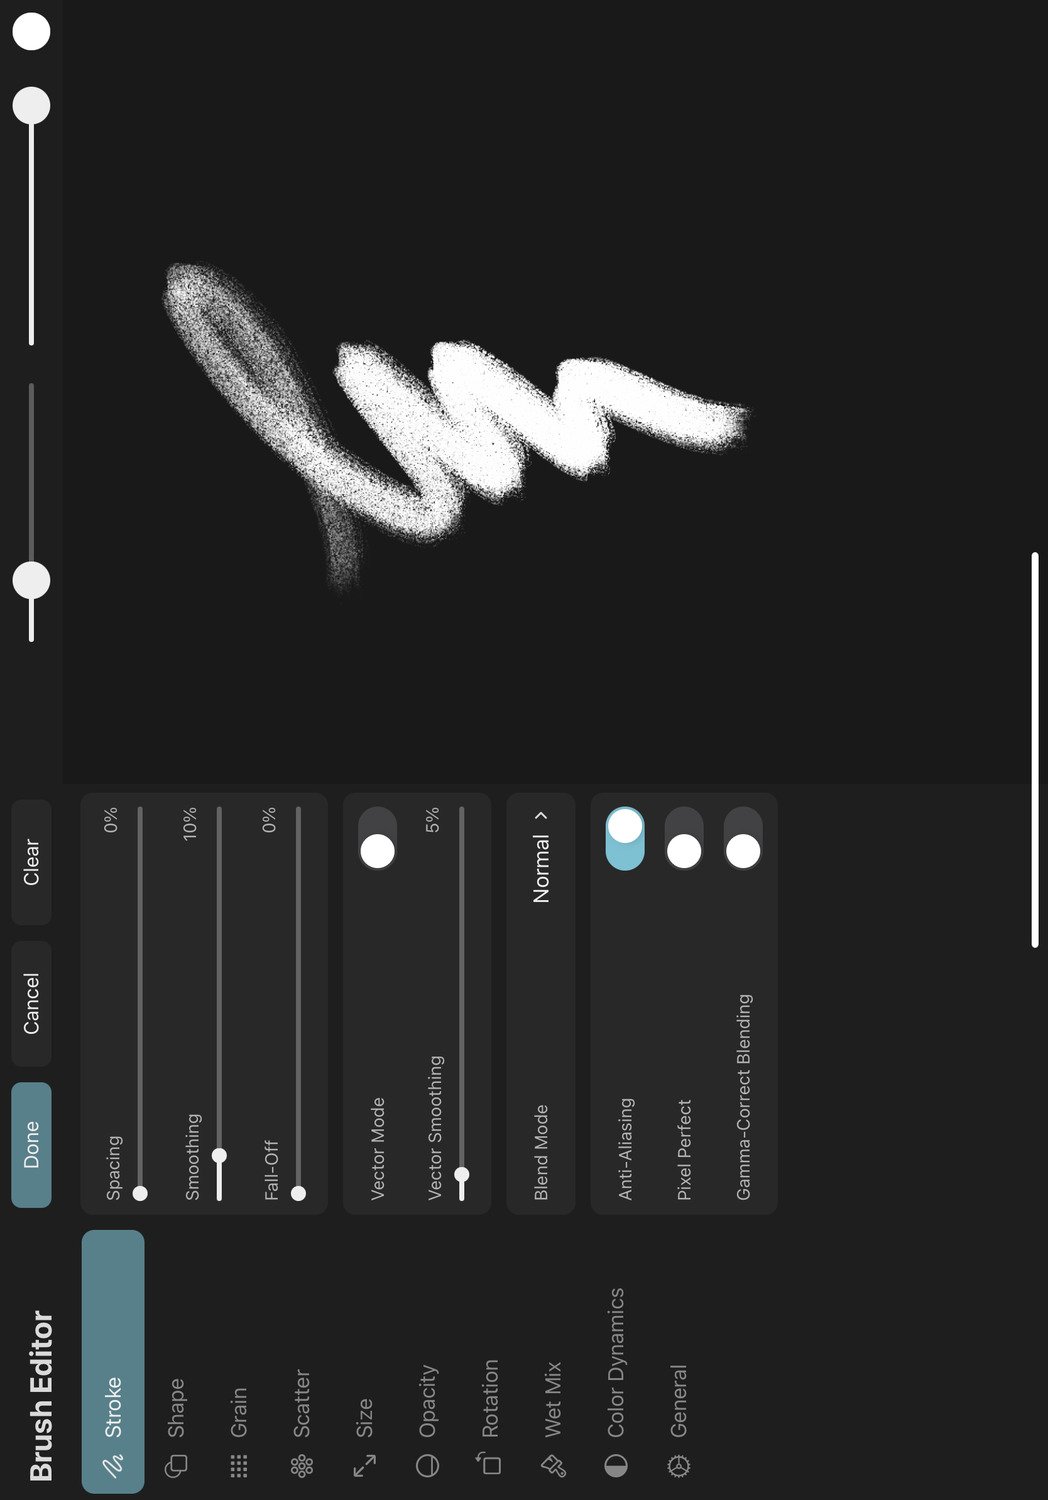 Brush Editor
Done
Cancel
Clear
Stroke
Shape
Grain
Scatter
Size
Opacity
Rotation
Wet Mix
Color Dynamics
General
Spacing 0%
Smoothing 10%
Fall-Off 0%
Vector Mode
Vector Smoothing 5%
Blend Mode Normal
Anti-Aliasing
Pixel Perfect
Gamma-Correct Blending